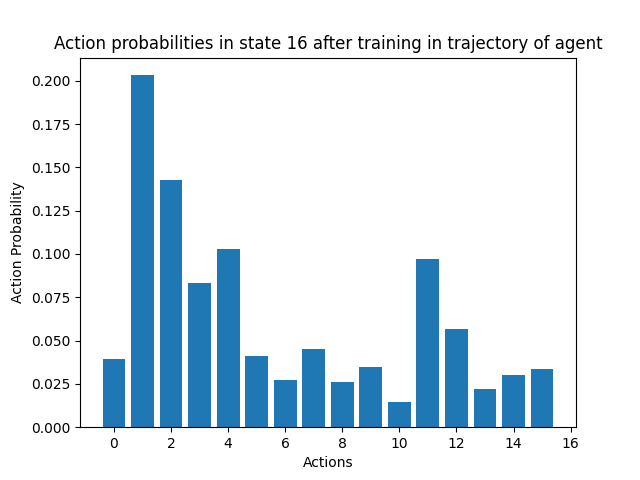 Action probabilities in state 16 after training in trajectory of agent
0.200
0.175
0.150
0.125
0.100
0.075
0.050
0.025
0.000
Action Probability
0 2 4 6 8 10 12 14 16
Actions